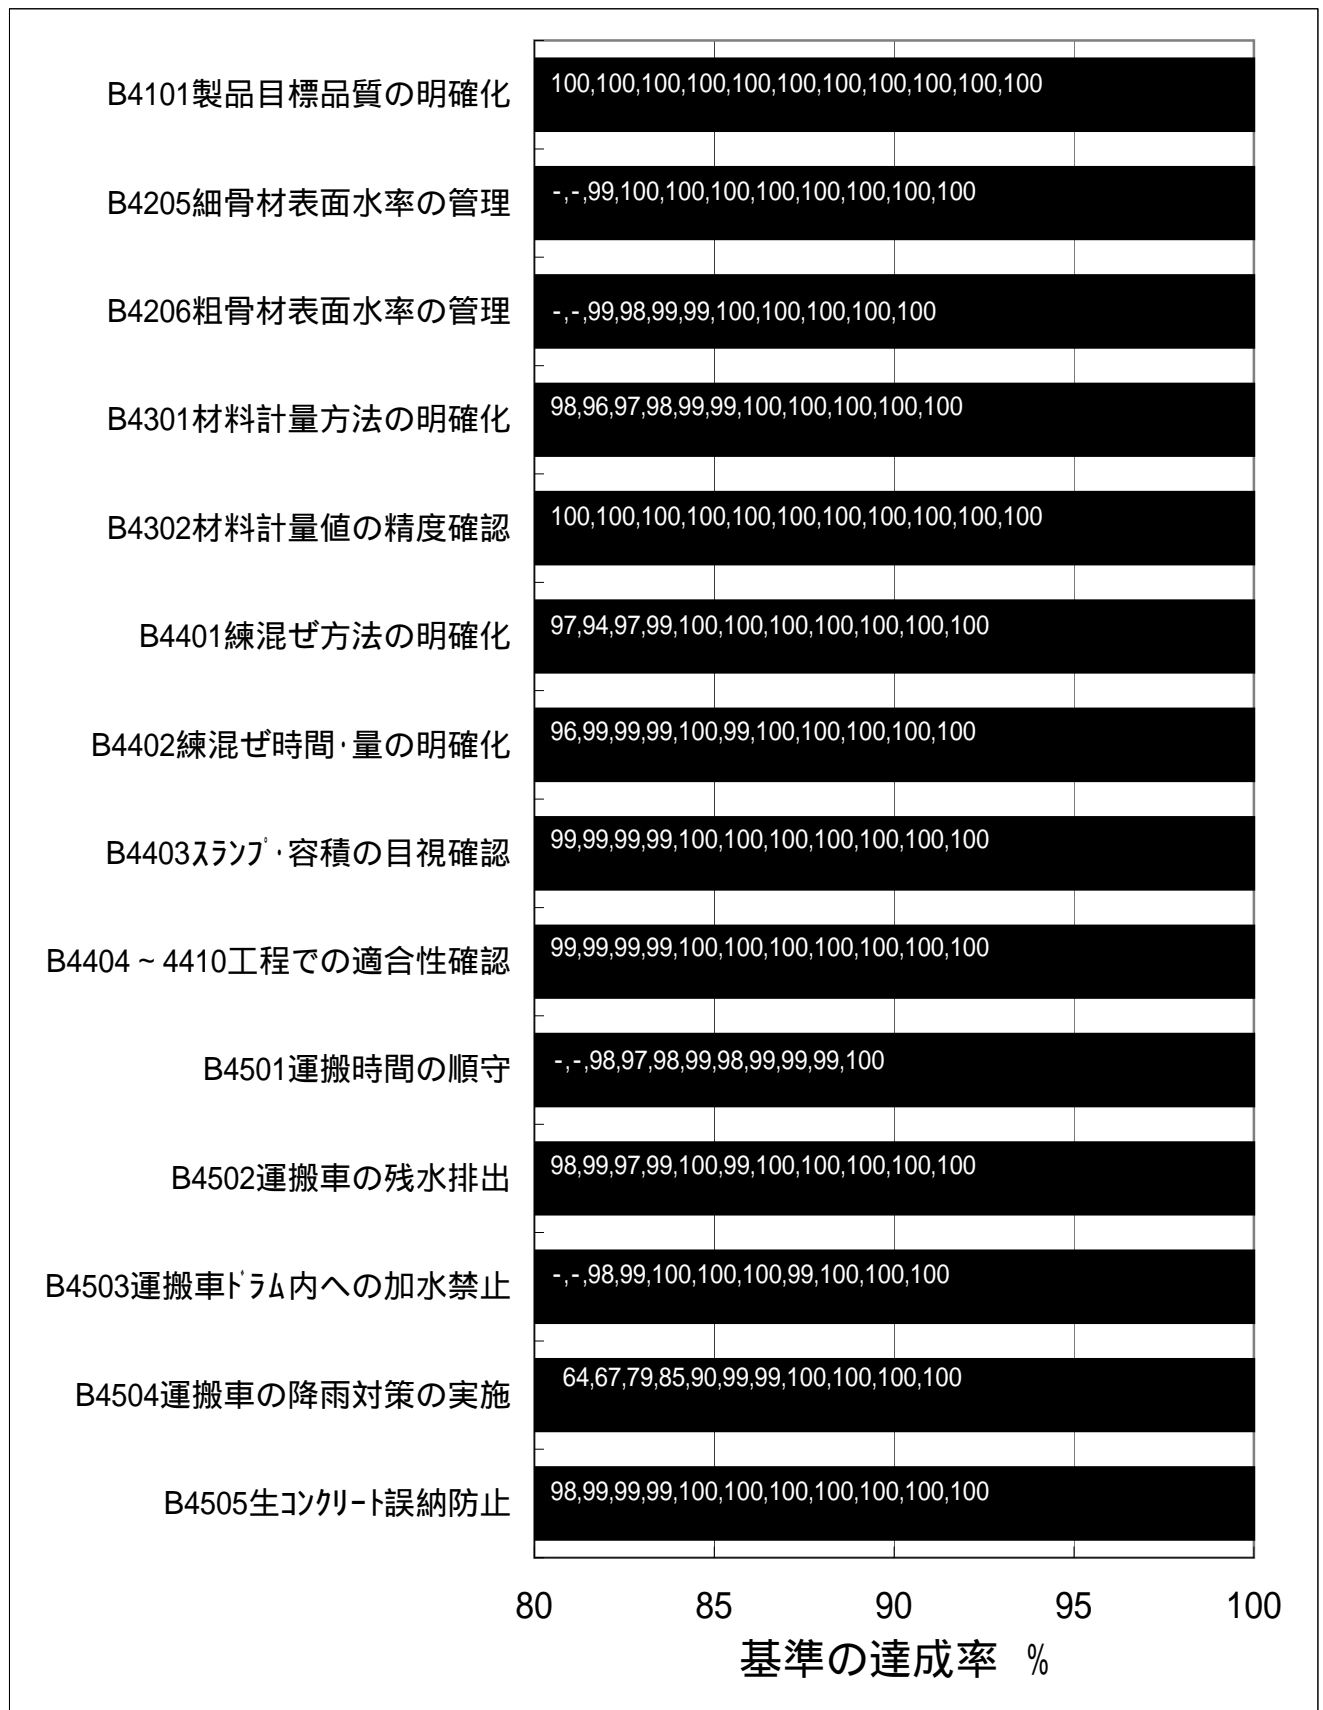 B4101製品目標品質の明確化 100,100,100,100,100,100,100,100,100,100,100
B4205細骨材表面水率の管理 -,-,99,100,100,100,100,100,100,100,100
B4206粗骨材表面水率の管理 -,-,99,98,99,99,100,100,100,100,100
B4301材料計量方法の明確化 98,96,97,98,99,99,100,100,100,100,100
B4302材料計量値の精度確認 100,100,100,100,100,100,100,100,100,100,100
B4401練混ぜ方法の明確化 97,94,97,99,100,100,100,100,100,100,100
B4402練混ぜ時間･量の明確化 96,99,99,99,100,99,100,100,100,100,100
B4403ｽﾗﾝﾌﾟ･容積の目視確認 99,99,99,99,100,100,100,100,100,100,100
B4404～4410工程での適合性確認 99,99,99,99,100,100,100,100,100,100,100
B4501運搬時間の順守 -,-,98,97,98,99,98,99,99,99,100
B4502運搬車の残水排出 98,99,97,99,100,99,100,100,100,100,100
B4503運搬車ﾄﾞﾗﾑ内への加水禁止 -,-,98,99,100,100,100,99,100,100,100
B4504運搬車の降雨対策の実施 64,67,79,85,90,99,99,100,100,100,100
B4505生ｺﾝｸﾘｰﾄ誤納防止 98,99,99,99,100,100,100,100,100,100,100
80 85 90 95 100
基準の達成率 %